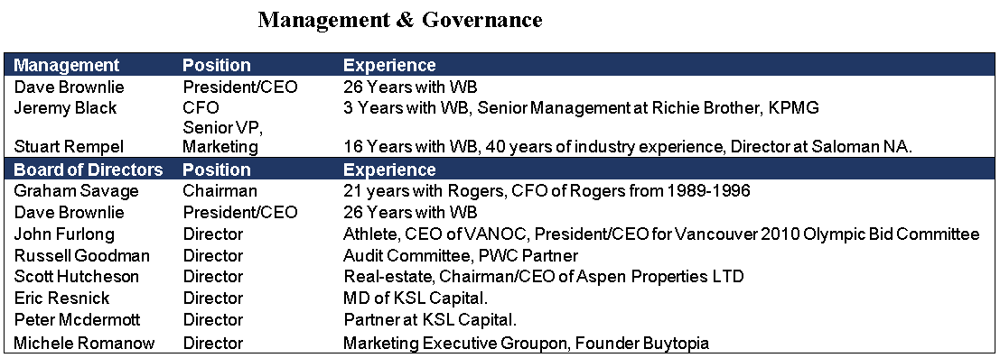 Management & Governance
Management Position Experience
Dave Brownlie President/CEO 26 Years with WB
Jeremy Black CFO 3 Years with WB, Senior Management at Richie Brother, KPMG
Senior VP,
Stuart Rempel Marketing 16 Years with WB, 40 years of industry experience, Director at Saloman NA.
Board of Directors Position Experience
Graham Savage Chairman 21 years with Rogers, CFO of Rogers from 1989-1996
Dave Brownlie President/CEO 26 Years with WB
John Furlong Director Athlete, CEO of VANOC, President/CEO for Vancouver 2010 Olympic Bid Committee
Russell Goodman Director Audit Committee, PWC Partner
Scott Hutcheson Director Real-estate, Chairman/CEO of Aspen Properties LTD
Eric Resnick Director MD of KSL Capital.
Peter Mcdermott Director Partner at KSL Capital.
Michele Romanow Director Marketing Executive Groupon, Founder Buytopia